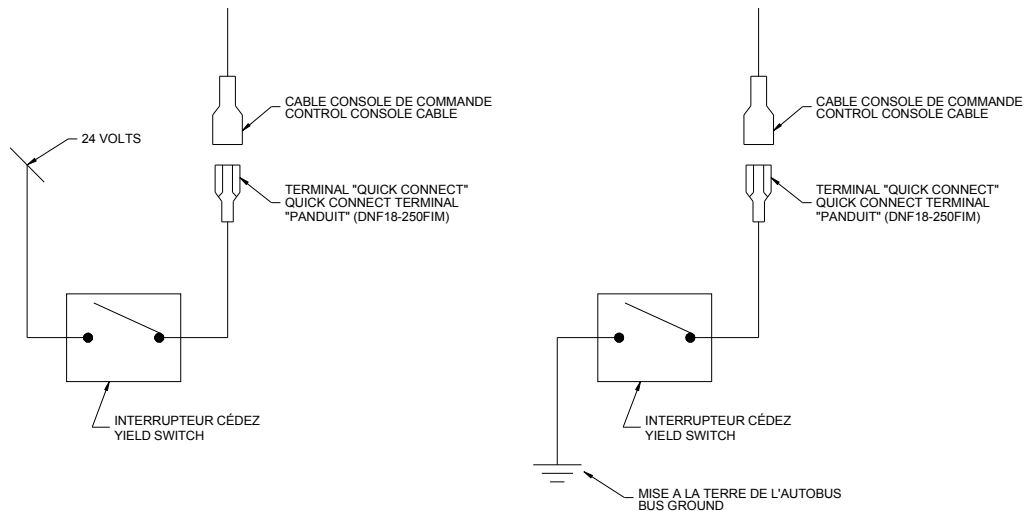 CABLE CONSOLE DE COMMANDE
CONTROL CONSOLE CABLE
24 VOLTS
TERMINAL "QUICK CONNECT"
QUICK CONNECT TERMINAL
"PANDUIT" (DNF18-250FIM)
INTERRUPTEUR CÉDEZ
YIELD SWITCH
CABLE CONSOLE DE COMMANDE
CONTROL CONSOLE CABLE
TERMINAL "QUICK CONNECT"
QUICK CONNECT TERMINAL
"PANDUIT" (DNF18-250FIM)
INTERRUPTEUR CÉDEZ
YIELD SWITCH
MISE A LA TERRE DE L'AUTOBUS
BUS GROUND